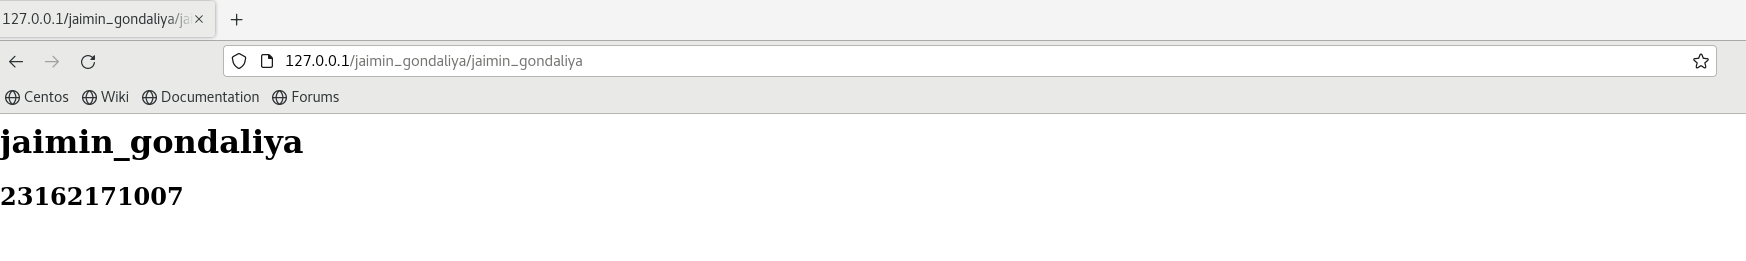 127.0.0.1/jaimin_gondaliya/ja
127.0.0.1/jaimin_gondaliya/jaimin_gondaliya
Centos Wiki Documentation Forums
jaimin_gondaliya
23162171007